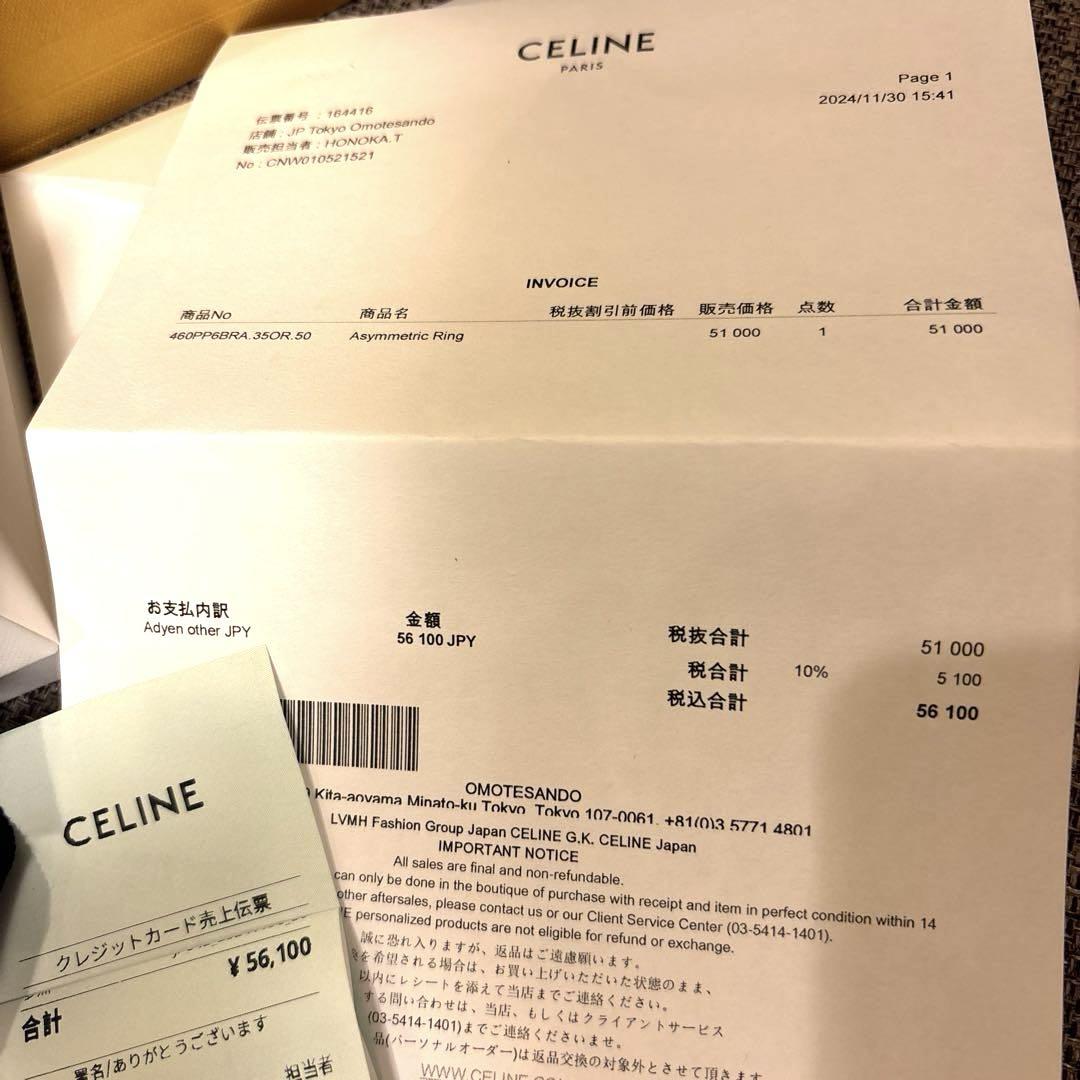 CELINE
PARIS
Page 1
2024/11/30 15:41
伝票番号 : 164416
店舗 : JP Tokyo Omotesando
販売担当者 : HONOKA.T
No : CNW010521521
INVOICE
商品No 商品名 税抜割引前価格 販売価格 点数 合計金額
460PP6BRA.35OR.50 Asymmetric Ring 51 000 1 51 000
お支払内訳 金額
Adyen other JPY 56 100 JPY
税抜合計 51 000
税合計 10% 5 100
税込合計 56 100
OMOTESANDO
Kita-aoyama Minato-ku Tokyo, Tokyo 107-0061, +81(0)3 5771 4801
LVMH Fashion Group Japan CELINE G.K. CELINE Japan
IMPORTANT NOTICE
All sales are final and non-refundable.
can only be done in the boutique of purchase with receipt and item in perfect condition within 14
other aftersales, please contact us or our Client Service Center (03-5414-1401).
personalized products are not eligible for refund or exchange.
誠に恐れ入りますが、返品はご遠慮願います。
を希望される場合は、お買い上げいただいた状態のまま、
以内にレシートを添えて当店までご連絡ください。
する問い合わせは、当店、もしくはクライアントサービス
(03-5414-1401)までご連絡くださいませ。
品(パーソナルオーダー)は返品交換の対象外とさせて頂きます
WWW.CELINE.CO
CELINE
クレジットカード売上伝票
¥ 56,100
合計
署名/ありがとうございます
担当者